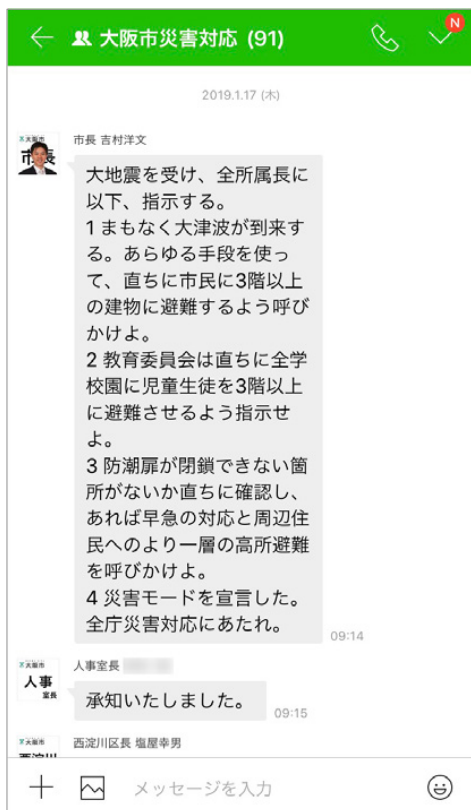 大阪市災害対応 (91)
N
2019.1.17 (木)
大阪市
市長
市長 吉村洋文
大地震を受け、全所属長に
以下、指示する。
1 まもなく大津波が到来す
る。あらゆる手段を使っ
て、直ちに市民に3階以上
の建物に避難するよう呼び
かけよ。
2 教育委員会は直ちに全学
校園に児童生徒を3階以上
に避難させるよう指示せ
よ。
3 防潮扉が閉鎖できない箇
所がないか直ちに確認し、
あれば早急の対応と周辺住
民へのより一層の高所避難
を呼びかけよ。
4 災害モードを宣言した。
全庁災害対応にあたれ。
09:14
大阪市
人事
室長
人事室長
承知いたしました。
09:15
大阪市
西淀川
西淀川区長 塩屋幸男
メッセージを入力